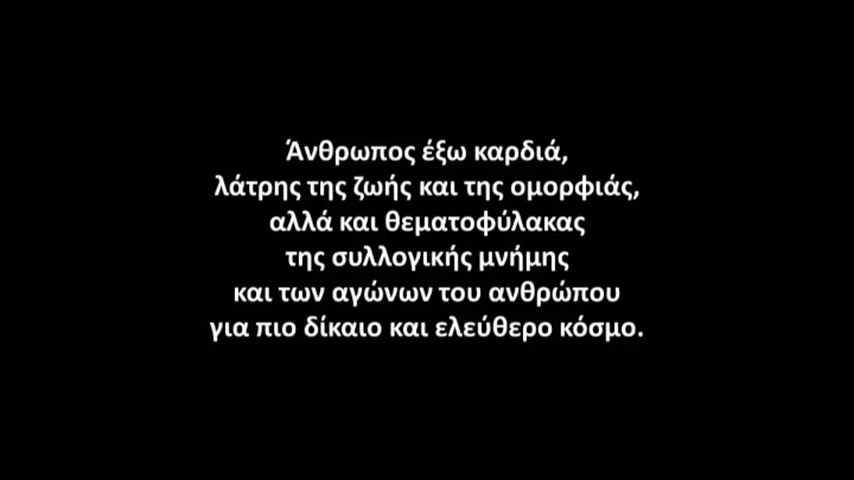 Άνθρωπος έξω καρδιά,
λάτρης της ζωής και της ομορφιάς,
αλλά και θεματοφύλακας
της συλλογικής μνήμης
και των αγώνων του ανθρώπου
για πιο δίκαιο και ελεύθερο κόσμο.